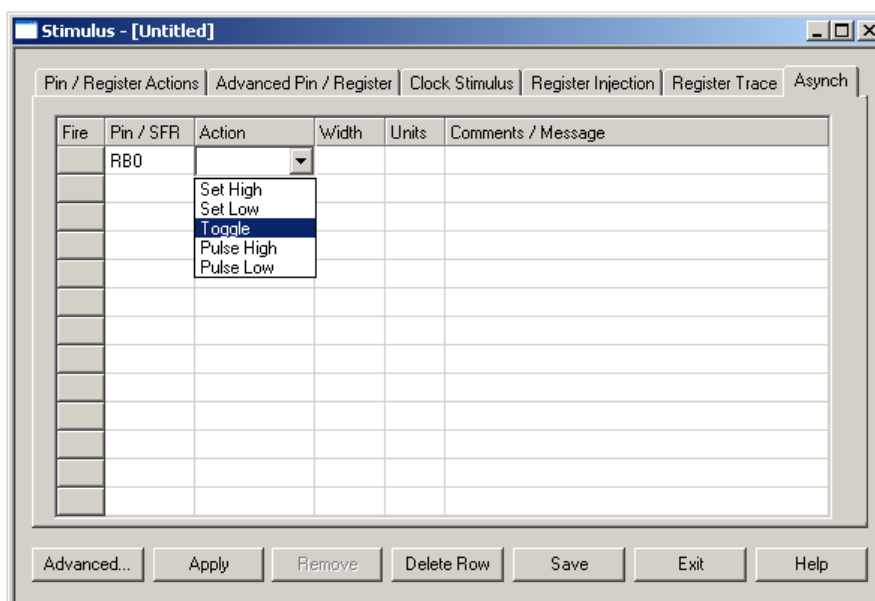 Stimulus - [Untitled]
Pin / Register Actions Advanced Pin / Register Clock Stimulus Register Injection Register Trace Asynch
Fire Pin / SFR Action Width Units Comments / Message
RB0
Set High
Set Low
Toggle
Pulse High
Pulse Low
Advanced... Apply Remove Delete Row Save Exit Help